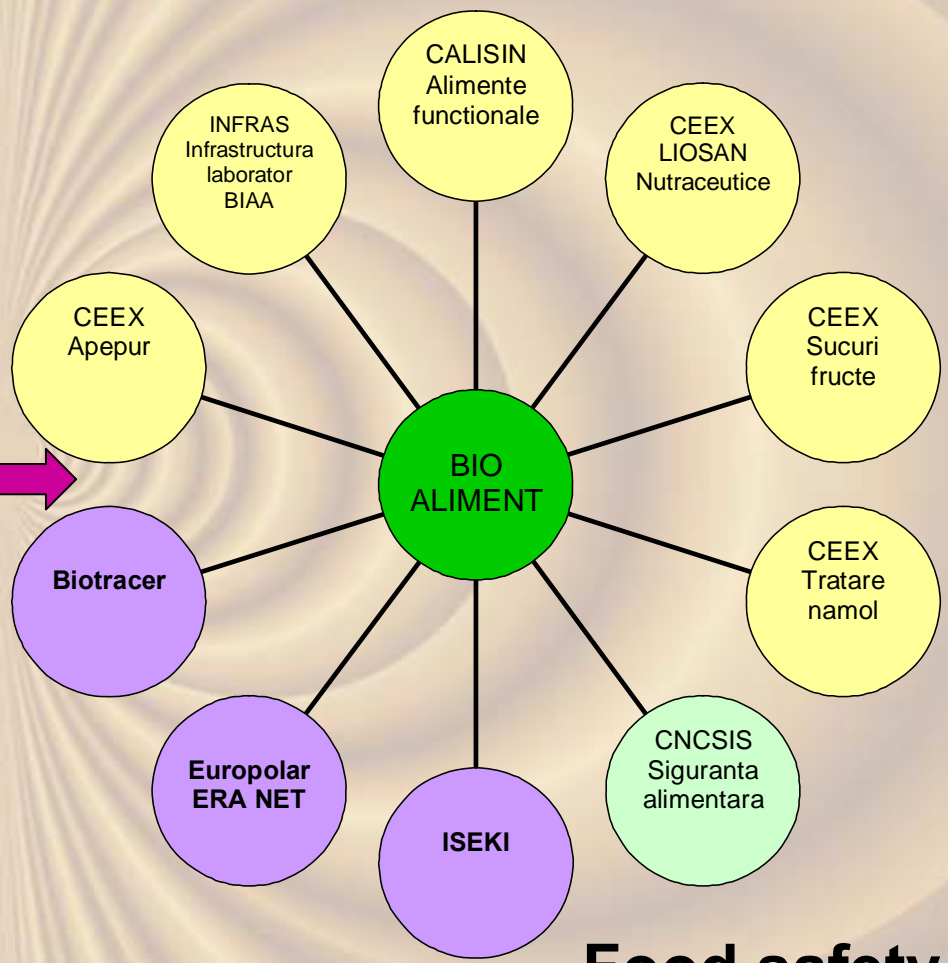 CALISIN
Alimente
functionale
INFRAS
Infrastructura
laborator
BIAA
CEEX
LIOSAN
Nutraceutice
CEEX
Apepur
CEEX
Sucuri
fructe
BIO
ALIMENT
Biotracer
CEEX
Tratare
namol
Europolar
ERA NET
ISEKI
CNCSIS
Siguranta
alimentara
Food safety